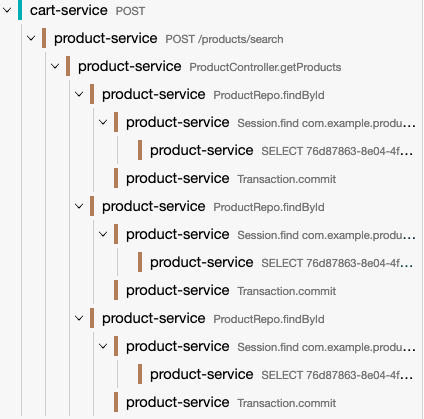 cart-service POST
product-service POST /products/search
product-service ProductController.getProducts
product-service ProductRepo.findById
product-service Session.find com.example.produ...
product-service SELECT 76d87863-8e04-4f...
product-service Transaction.commit
product-service ProductRepo.findById
product-service Session.find com.example.produ...
product-service SELECT 76d87863-8e04-4f...
product-service Transaction.commit
product-service ProductRepo.findById
product-service Session.find com.example.produ...
product-service SELECT 76d87863-8e04-4f...
product-service Transaction.commit